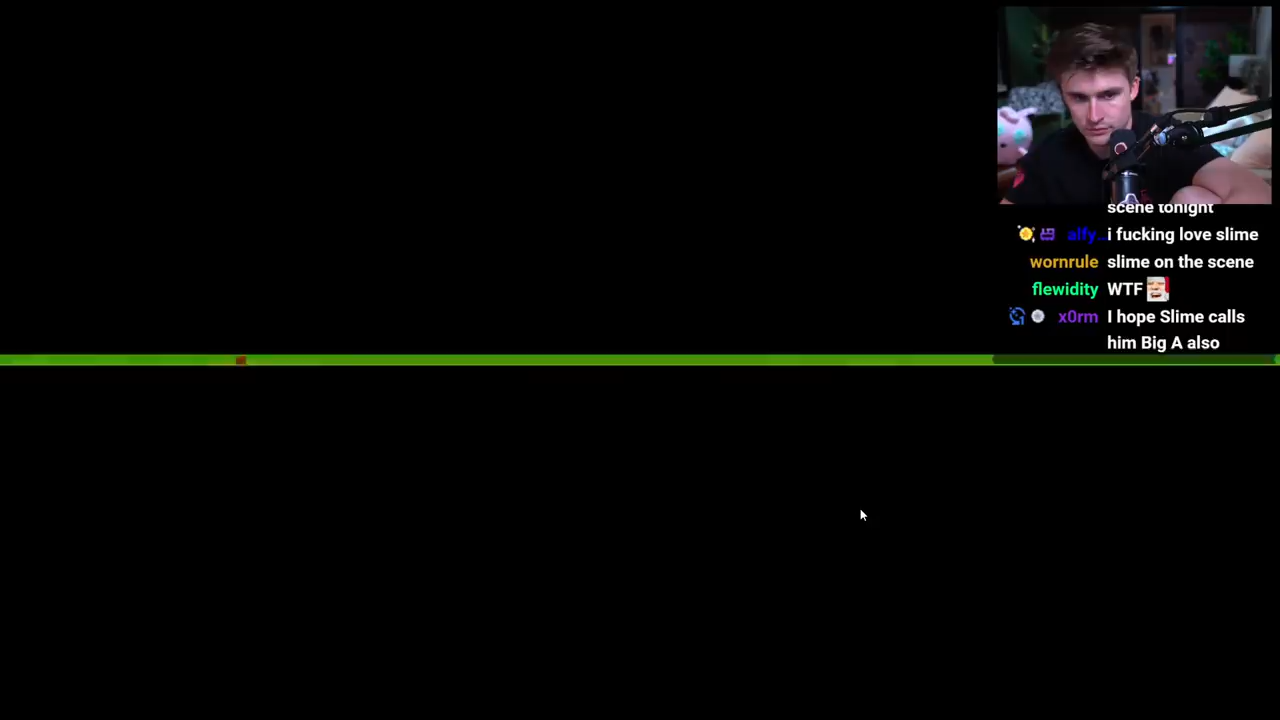 scene tonight
alfy... i fucking love slime
wornrule slime on the scene
flewidity WTF
x0rm I hope Slime calls
him Big A also